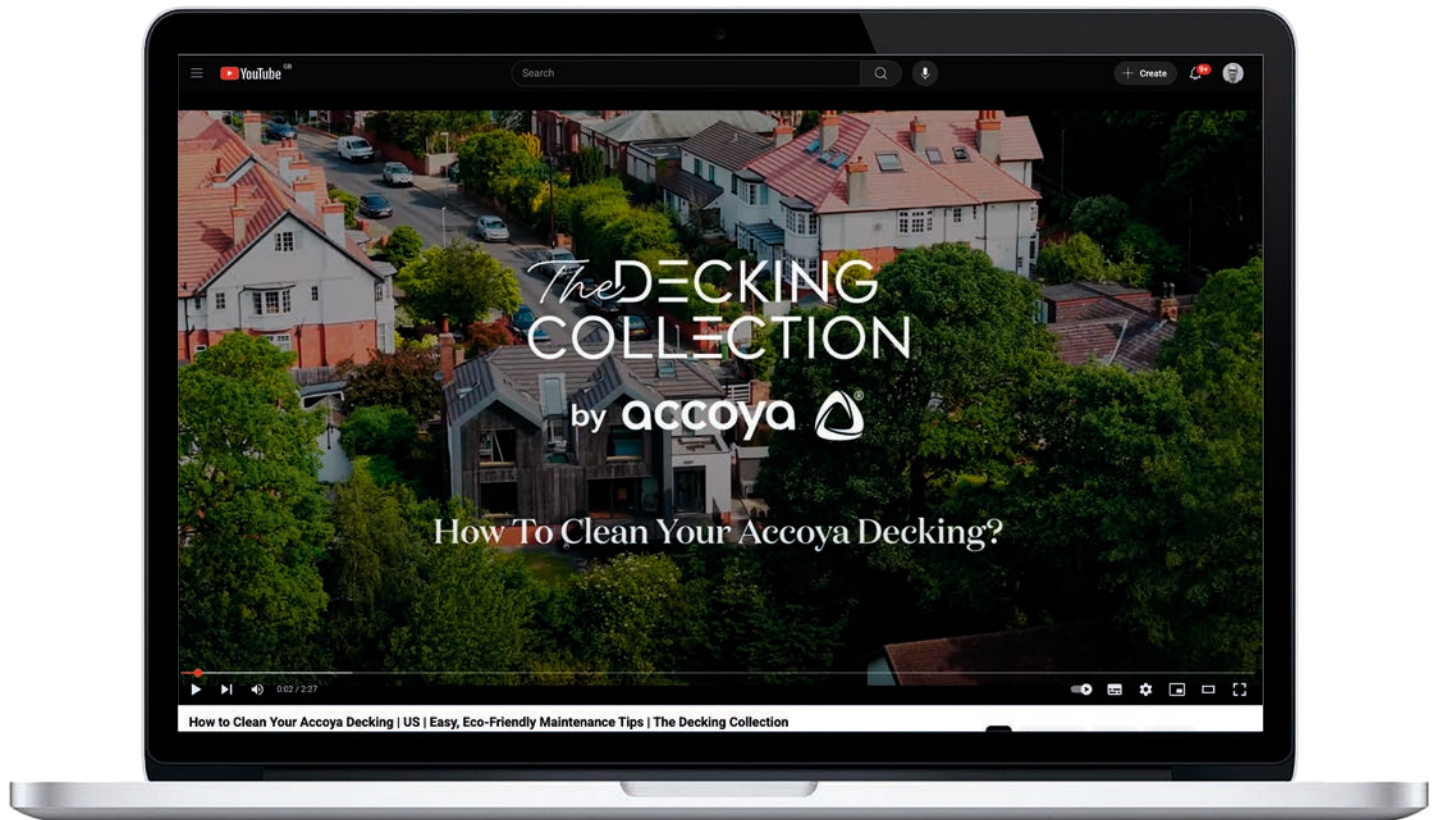 YouTube GB
Search
Create
9+
The DECKING
COLLECTION
by accoya ®
How To Clean Your Accoya Decking?
0:02 / 2:27
How to Clean Your Accoya Decking | US | Easy, Eco-Friendly Maintenance Tips | The Decking Collection